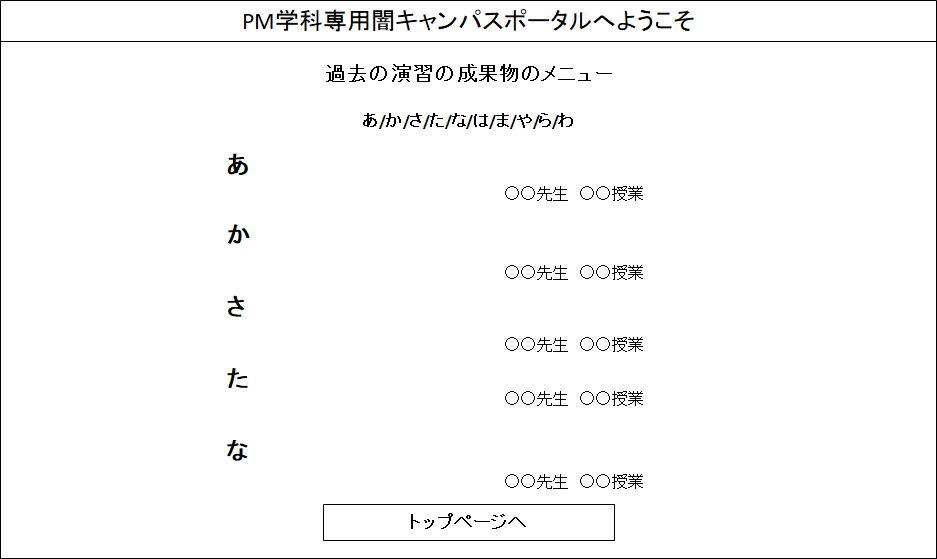 PM学科専用闇キャンパスポータルへようこそ
過去の演習の成果物のメニュー
あ/か/さ/た/な/は/ま/や/ら/わ
あ
〇〇先生 〇〇授業
か
〇〇先生 〇〇授業
さ
〇〇先生 〇〇授業
た
〇〇先生 〇〇授業
な
〇〇先生 〇〇授業
トップページへ